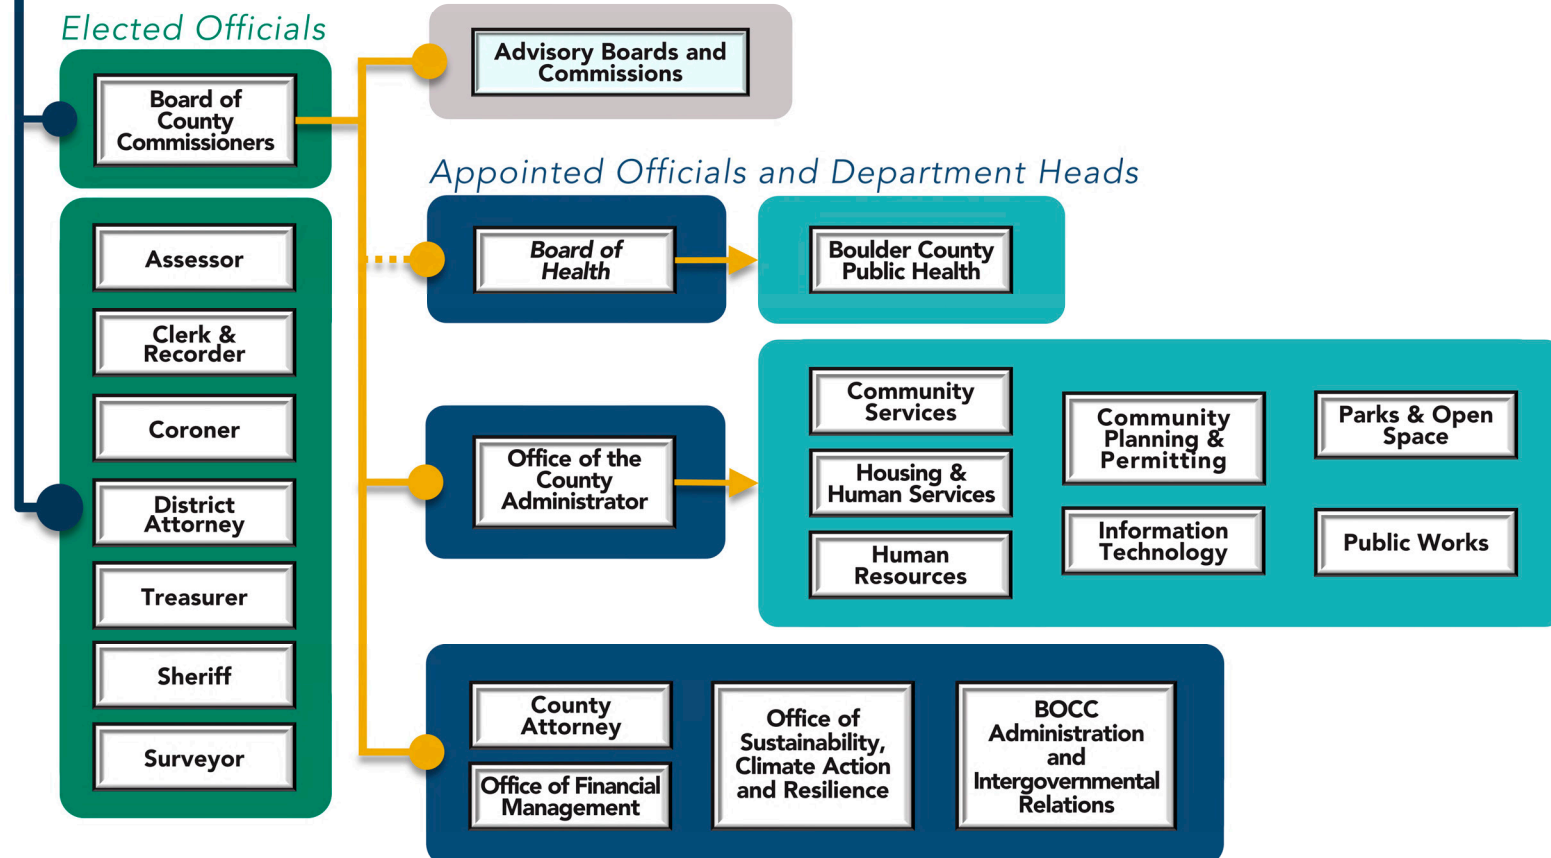 Elected Officials
Board of
County
Commissioners
Assessor
Clerk &
Recorder
Coroner
District
Attorney
Treasurer
Sheriff
Surveyor
Advisory Boards and
Commissions
Appointed Officials and Department Heads
Board of
Health
Boulder County
Public Health
Office of the
County
Administrator
Community
Services
Housing &
Human Services
Human
Resources
Community
Planning &
Permitting
Information
Technology
Parks & Open
Space
Public Works
County
Attorney
Office of Financial
Management
Office of
Sustainability,
Climate Action
and Resilience
BOCC
Administration
and
Intergovernmental
Relations